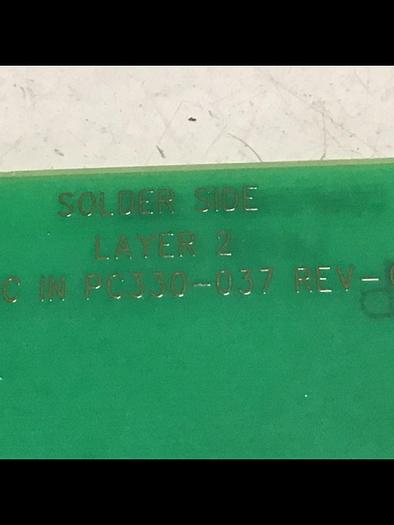 SOLDER SIDE
LAYER 2
C IN PC330-037 REV-